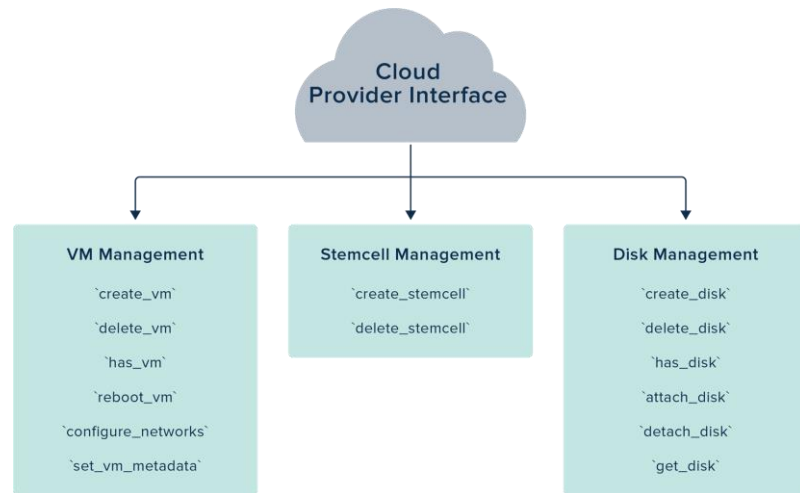 Cloud
Provider Interface
VM Management
`create_vm`
`delete_vm`
`has_vm`
`reboot_vm`
`configure_networks`
`set_vm_metadata`
Stemcell Management
`create_stemcell`
`delete_stemcell`
Disk Management
`create_disk`
`delete_disk`
`has_disk`
`attach_disk`
`detach_disk`
`get_disk`